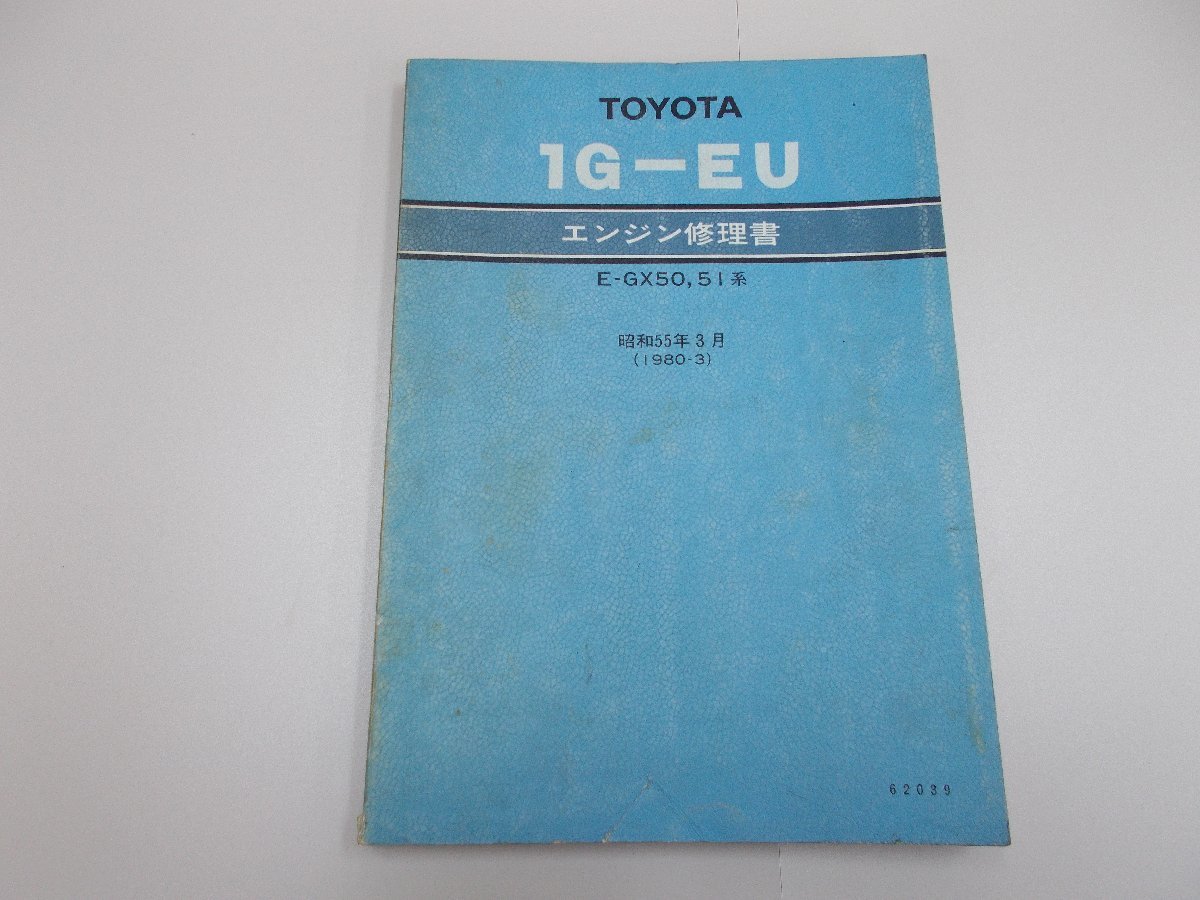 TOYOTA
1G-EU
エンジン修理書
E-GX50,51系
昭和55年3月
(1980-3)
62039